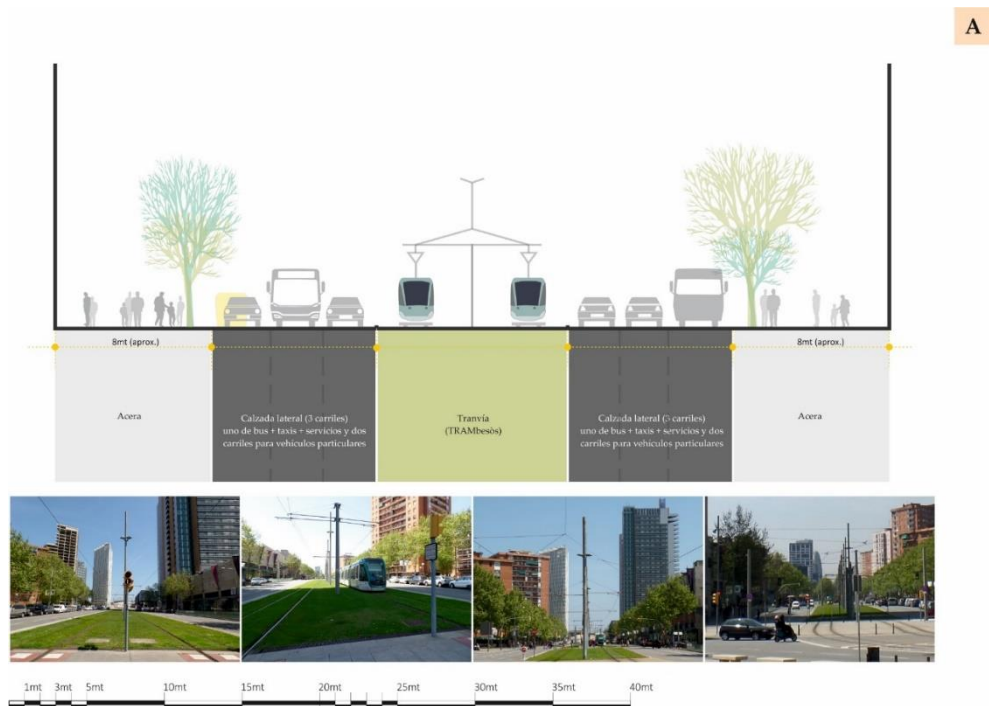 A
8mt (aprox.)
8mt (aprox.)
Acera
Calzada lateral (3 carriles)
uno de bus + taxis + servicios y dos
carriles para vehículos particulares
Tranvía
(TRAMbesòs)
Calzada lateral (3 carriles)
uno de bus + taxis + servicios y dos
carriles para vehículos particulares
Acera
1mt 3mt 5mt 10mt 15mt 20mt 25mt 30mt 35mt 40mt